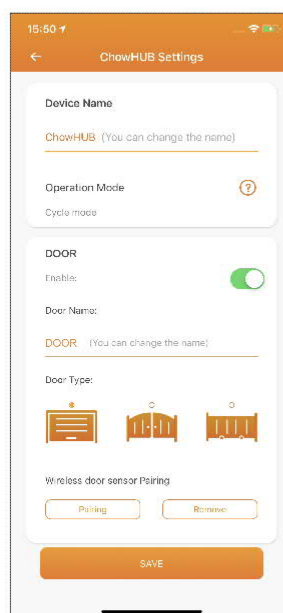 15:50
ChowHUB Settings
Device Name
ChowHUB (You can change the name)
Operation Mode ?
Cycle mode
DOOR
Enable:
Door Name:
DOOR (You can change the name)
Door Type:
Wireless door sensor Pairing
Pairing Remove
SAVE